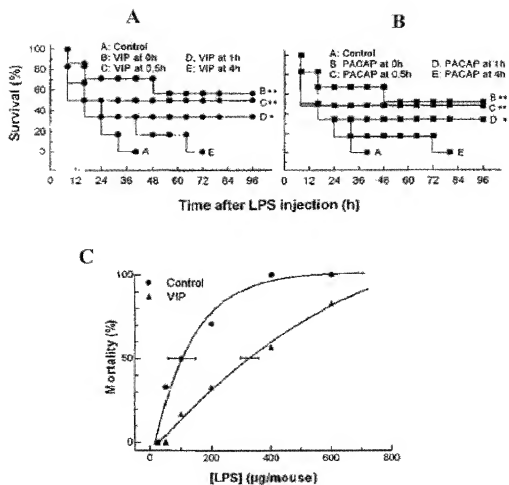 A
B
A: Control
B: VIP at 0h
C: VIP at 0.5h
D: VIP at 1h
E: VIP at 4h
A: Control
B: PACAP at 0h
C: PACAP at 0.5h
D: PACAP at 1h
E: PACAP at 4h
Survival (%)
100
80
60
40
20
0
B**
C**
D*
A
E
B**
C**
D*
A
E
0 12 24 36 48 60 72 84 96
0 12 24 36 48 60 72 84 96
Time after LPS injection (h)
C
Control
VIP
Mortality (%)
100
50
0
0 200 400 600 800
[LPS] (µg/mouse)